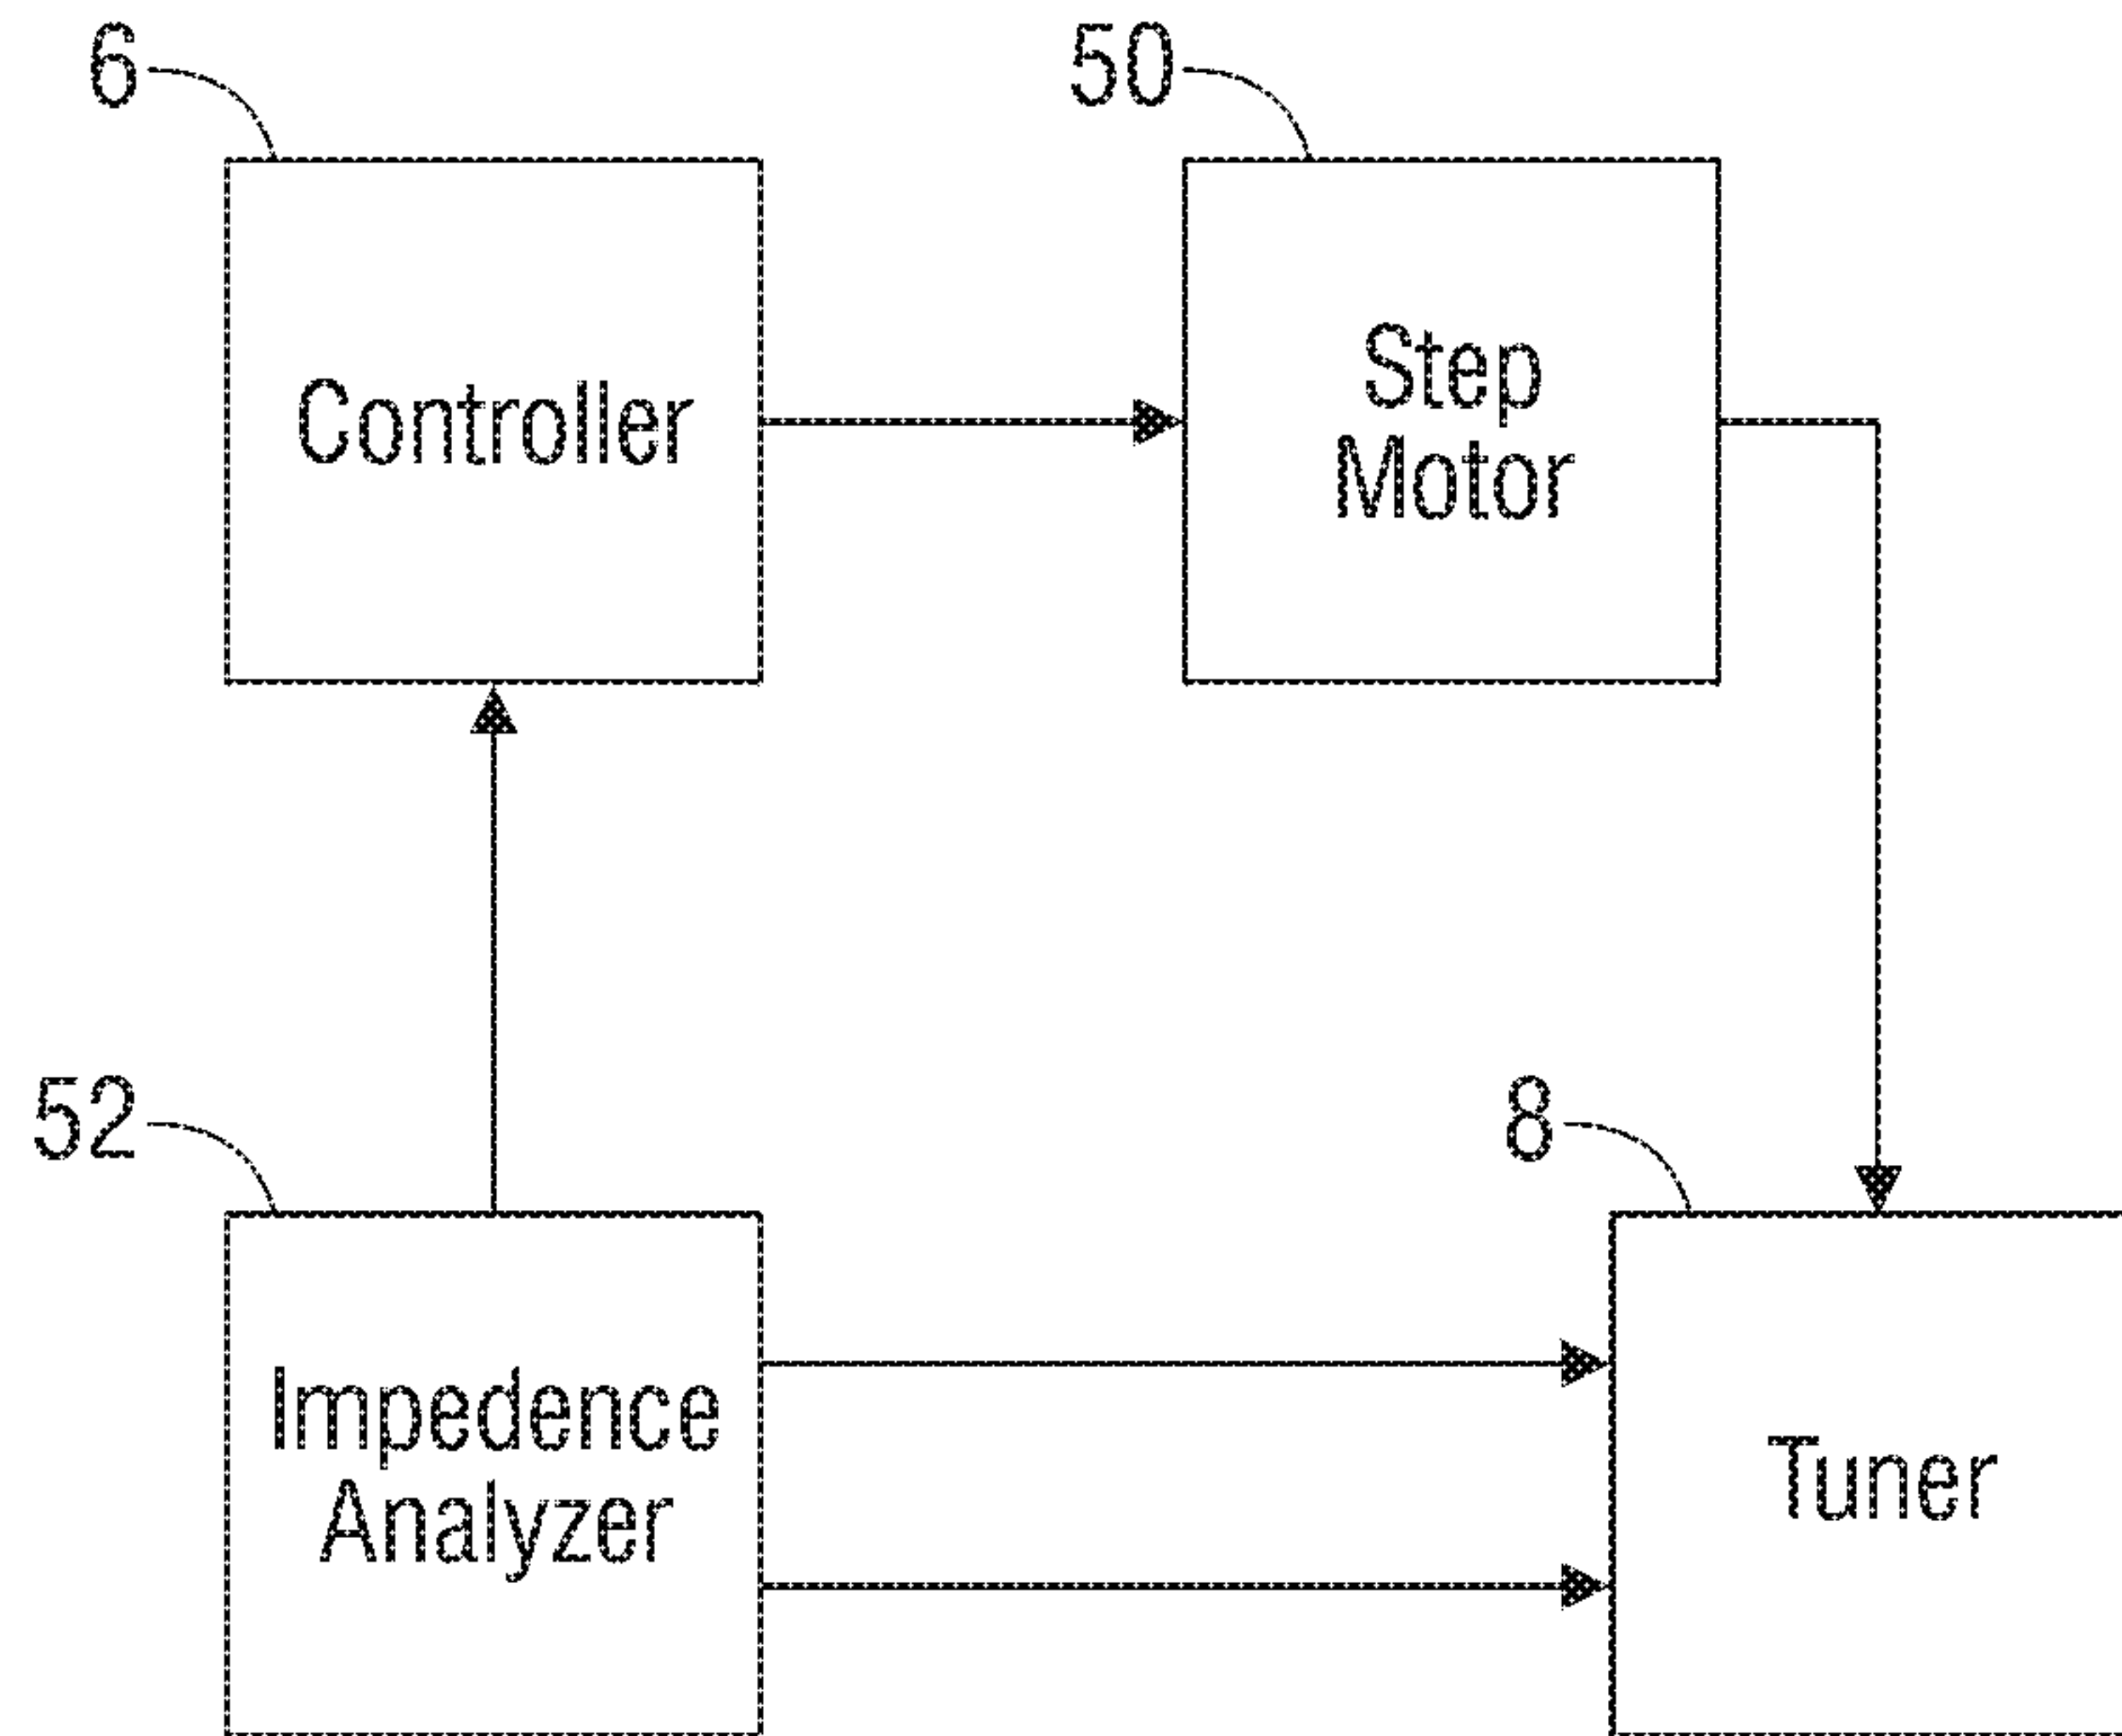 6
50
Controller
Step
Motor
52
8
Impedence
Analyzer
Tuner